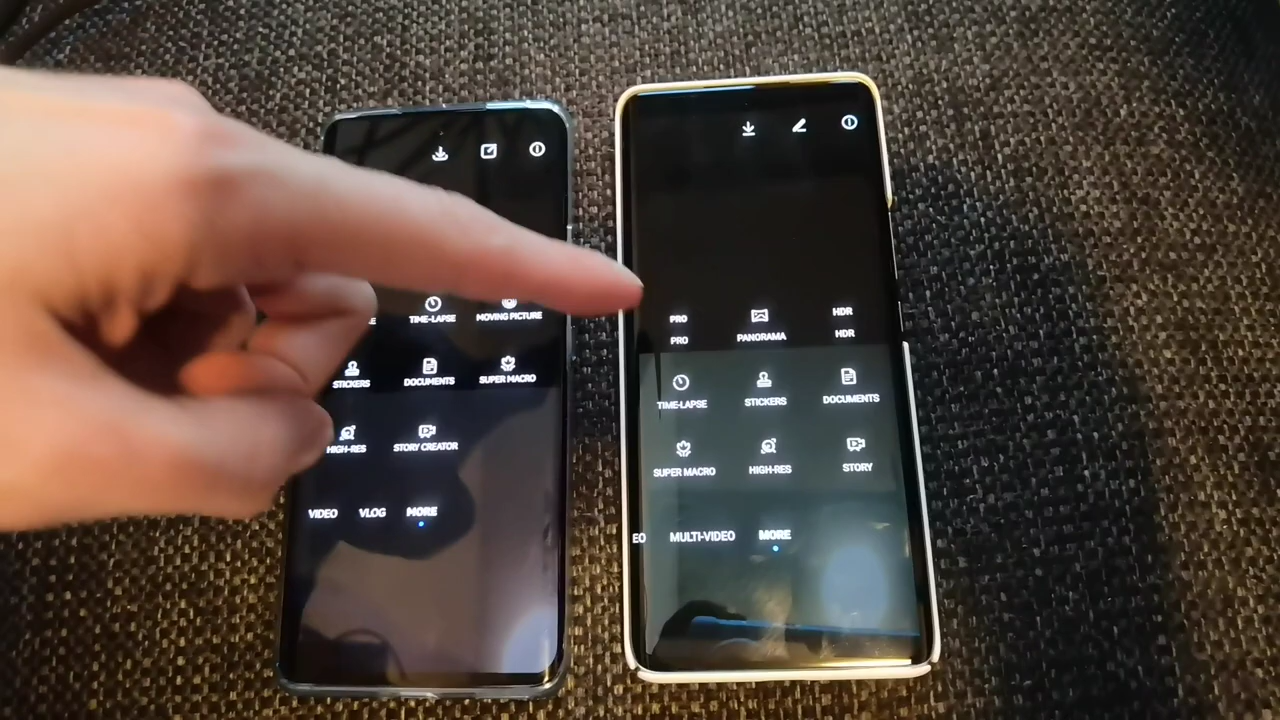 TIME-LAPSE MOVING PICTURE
STICKERS DOCUMENTS SUPER MACRO
HIGH-RES STORY CREATOR
VIDEO VLOG MORE
PRO HDR
PRO PANORAMA HDR
TIME-LAPSE STICKERS DOCUMENTS
SUPER MACRO HIGH-RES STORY
EO MULTI-VIDEO MORE